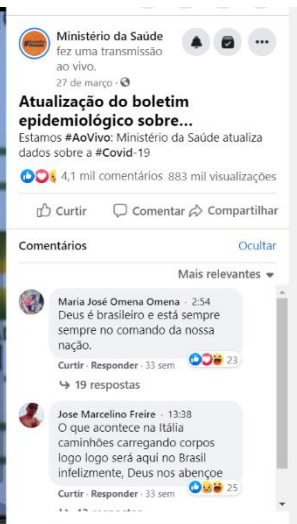 Ministério da Saúde
fez uma transmissão
ao vivo.
27 de março ·
Atualização do boletim
epidemiológico sobre...
Estamos #AoVivo: Ministério da Saúde atualiza
dados sobre a #Covid-19
4,1 mil comentários 883 mil visualizações
Curtir Comentar Compartilhar
Comentários Ocultar
Mais relevantes
Maria José Omena Omena · 2:54
Deus é brasileiro e está sempre
sempre no comando da nossa
nação.
Curtir · Responder · 33 sem 23
19 respostas
Jose Marcelino Freire · 13:38
O que acontece na Itália
caminhões carregando corpos
logo logo será aqui no Brasil
infelizmente, Deus nos abençoe
Curtir · Responder · 33 sem 25